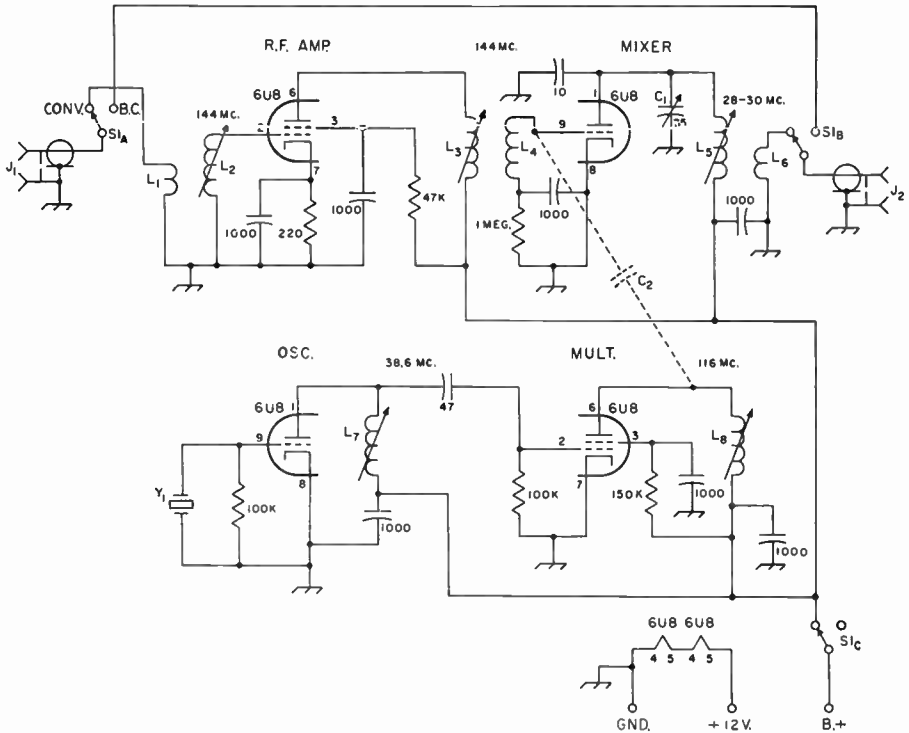 R.F. AMP.
144 MC.
MIXER
CONV.
B.C.
S1A
J1
144 MC.
L1
L2
6U8
6
2
3
7
1000
220
1000
47K
L3
10
L4
6U8
1
9
8
1000
1 MEG.
C1
L5
28-30 MC.
L6
1000
S1B
J2
C2
OSC.
38.6 MC.
MULT.
116 MC.
6U8
1
9
8
L7
47
Y1
100K
1000
6U8
6
2
3
7
100K
150K
1000
L8
1000
6U8 6U8
4 5 4 5
S1C
GND.
+12V.
B.+